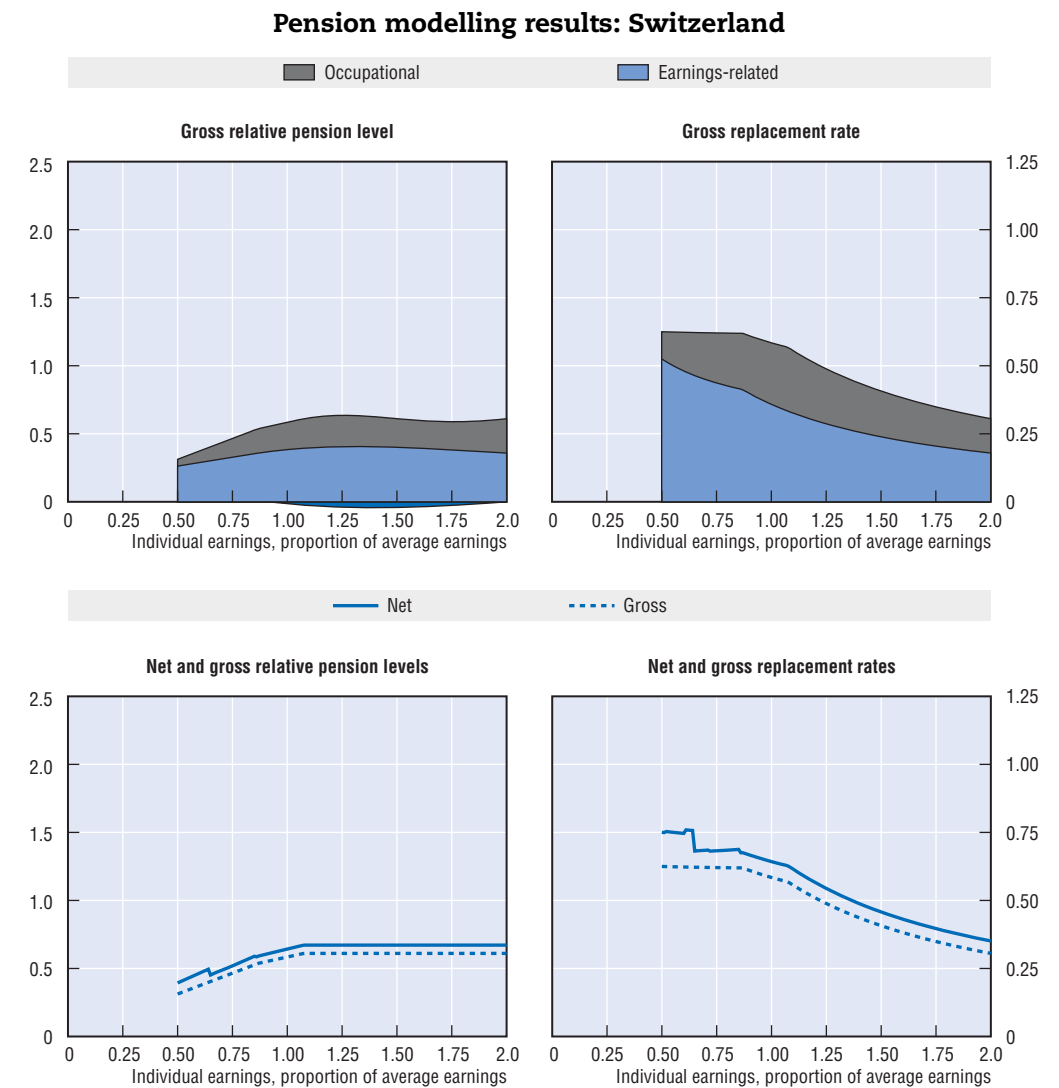 Pension modelling results: Switzerland
Occupational Earnings-related
Gross relative pension level
2.5
2.0
1.5
1.0
0.5
0
0 0.25 0.50 0.75 1.00 1.25 1.50 1.75 2.0
Individual earnings, proportion of average earnings
Gross replacement rate
1.25
1.00
0.75
0.50
0.25
0
0 0.25 0.50 0.75 1.00 1.25 1.50 1.75 2.0
Individual earnings, proportion of average earnings
Net Gross
Net and gross relative pension levels
2.5
2.0
1.5
1.0
0.5
0
0 0.25 0.50 0.75 1.00 1.25 1.50 1.75 2.0
Individual earnings, proportion of average earnings
Net and gross replacement rates
1.25
1.00
0.75
0.50
0.25
0
0 0.25 0.50 0.75 1.00 1.25 1.50 1.75 2.0
Individual earnings, proportion of average earnings